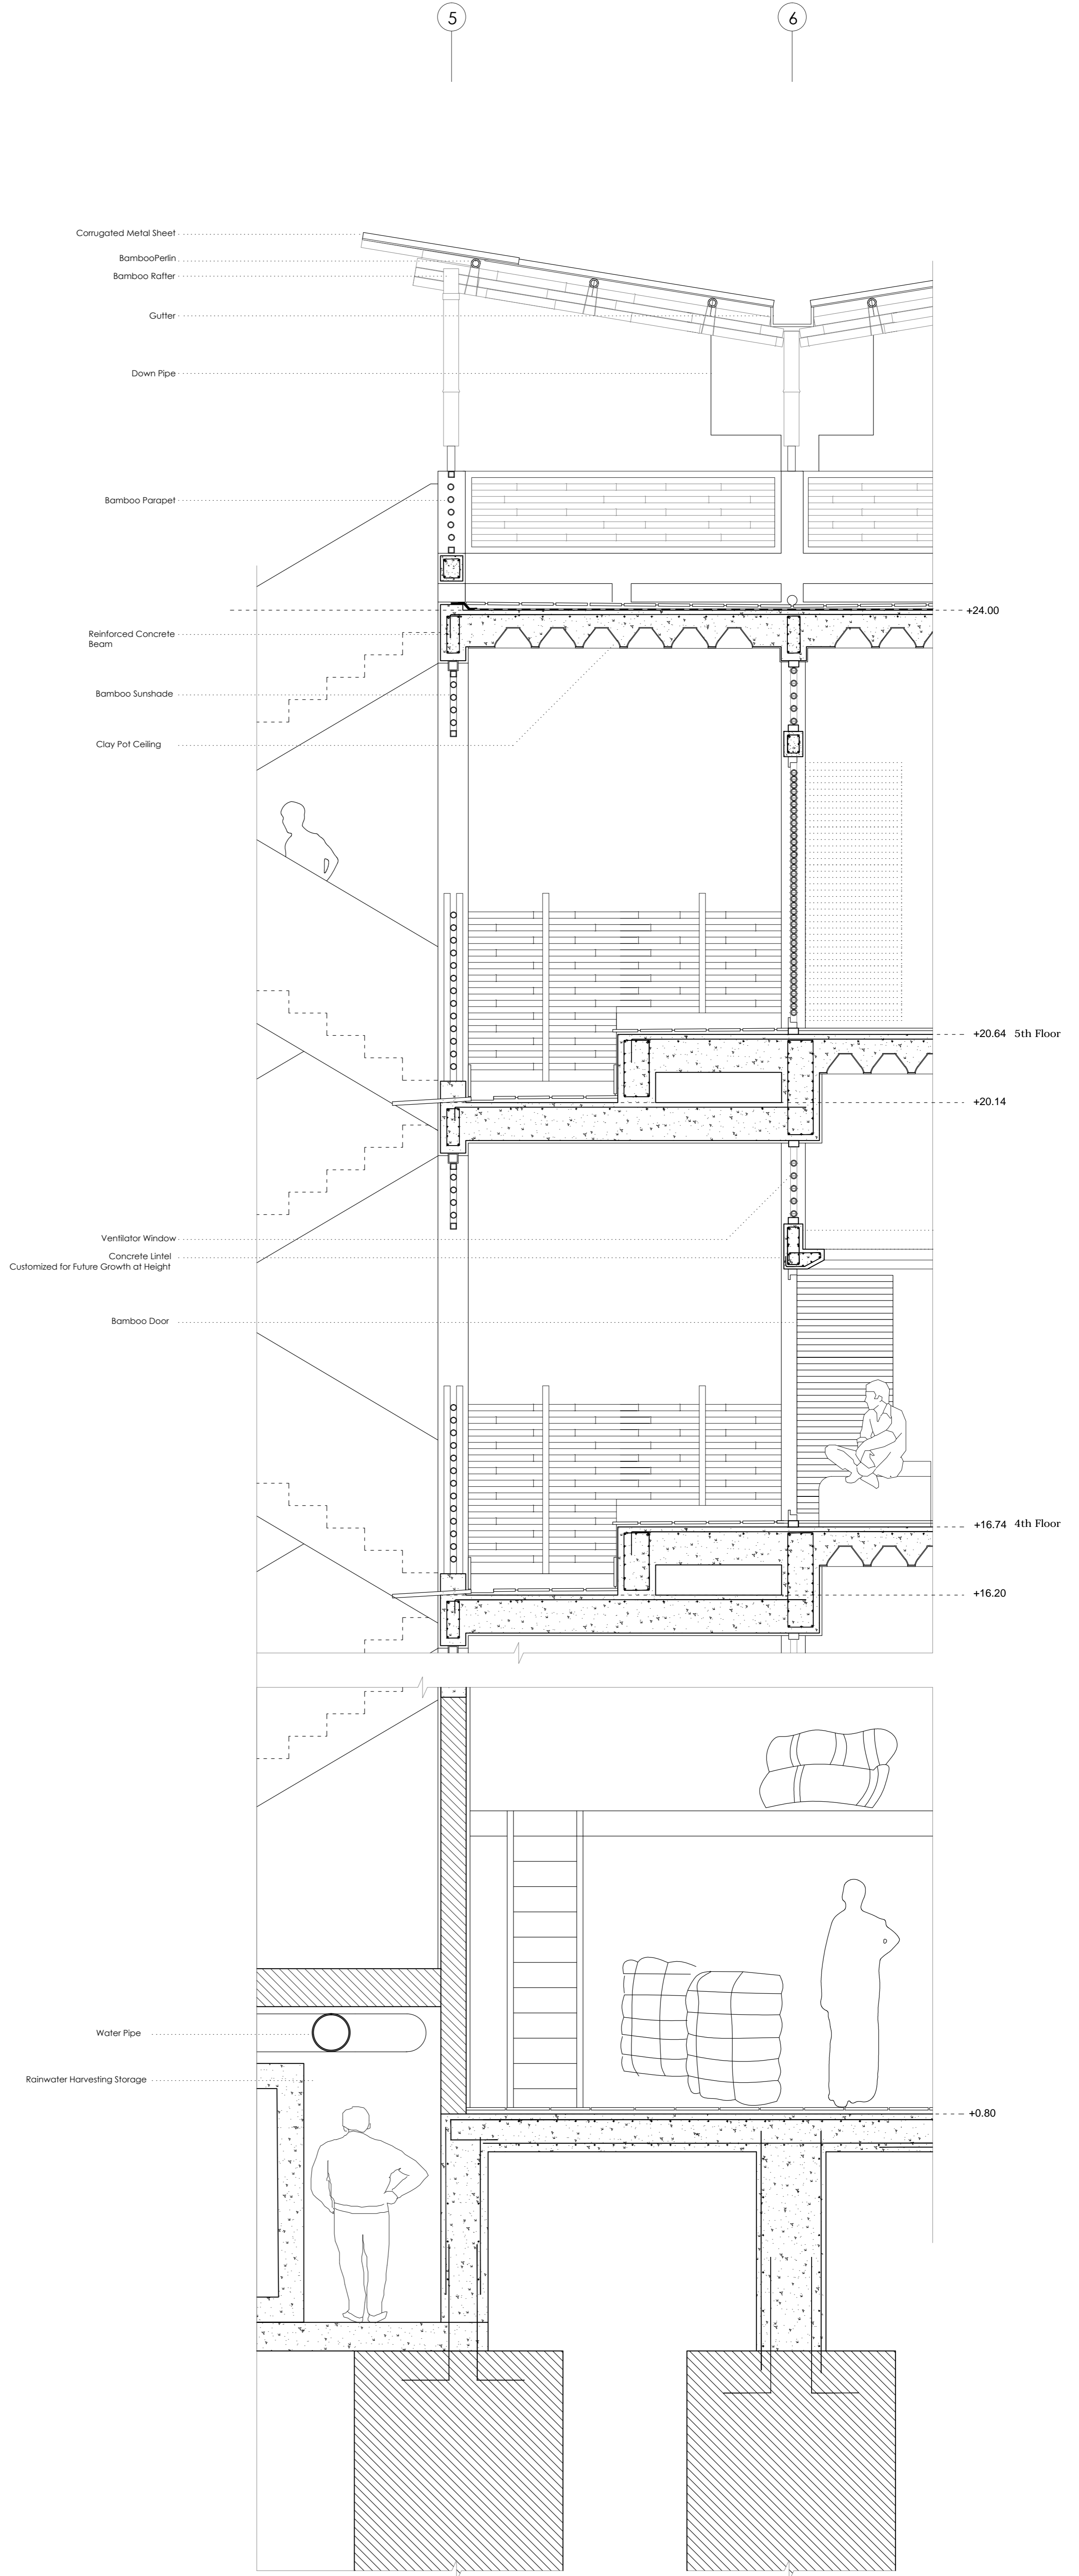 5
6
Corrugated Metal Sheet
BambooPerlin
Bamboo Rafter
Gutter
Down Pipe
Bamboo Parapet
+24.00
Reinforced Concrete
Beam
Bamboo Sunshade
Clay Pot Ceiling
+20.64 5th Floor
+20.14
Ventilator Window
Concrete Lintel
Customized for Future Growth at Height
Bamboo Door
+16.74 4th Floor
+16.20
Water Pipe
Rainwater Harvesting Storage
+0.80